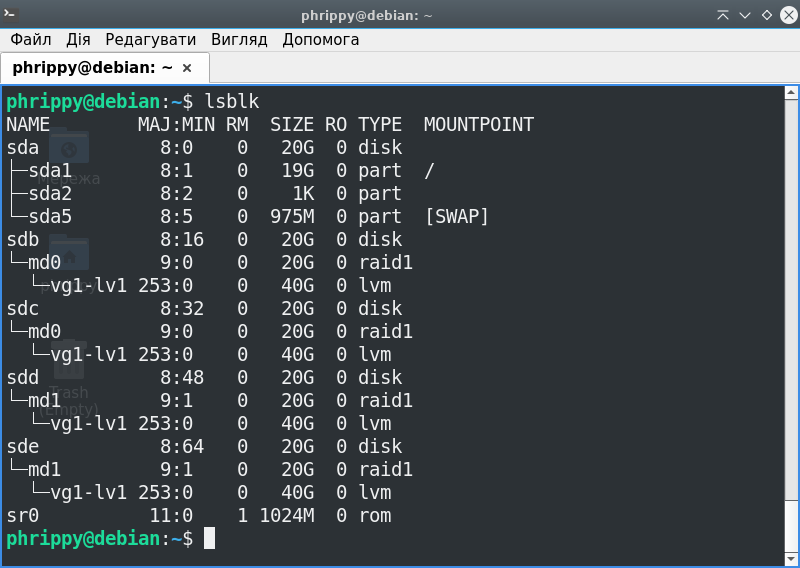 phrippy@debian: ~
Файл Дія Редагувати Вигляд Допомога
phrippy@debian: ~ ×
phrippy@debian:~$ lsblk
NAME        MAJ:MIN RM  SIZE RO TYPE  MOUNTPOINT
sda           8:0    0   20G  0 disk
├─sda1        8:1    0   19G  0 part  /
├─sda2        8:2    0    1K  0 part
└─sda5        8:5    0  975M  0 part  [SWAP]
sdb           8:16   0   20G  0 disk
└─md0         9:0    0   20G  0 raid1
  └─vg1-lv1 253:0    0   40G  0 lvm
sdc           8:32   0   20G  0 disk
└─md0         9:0    0   20G  0 raid1
  └─vg1-lv1 253:0    0   40G  0 lvm
sdd           8:48   0   20G  0 disk
└─md1         9:1    0   20G  0 raid1
  └─vg1-lv1 253:0    0   40G  0 lvm
sde           8:64   0   20G  0 disk
└─md1         9:1    0   20G  0 raid1
  └─vg1-lv1 253:0    0   40G  0 lvm
sr0          11:0    1 1024M  0 rom
phrippy@debian:~$
Мережа
phrippy
Trash
(Empty)